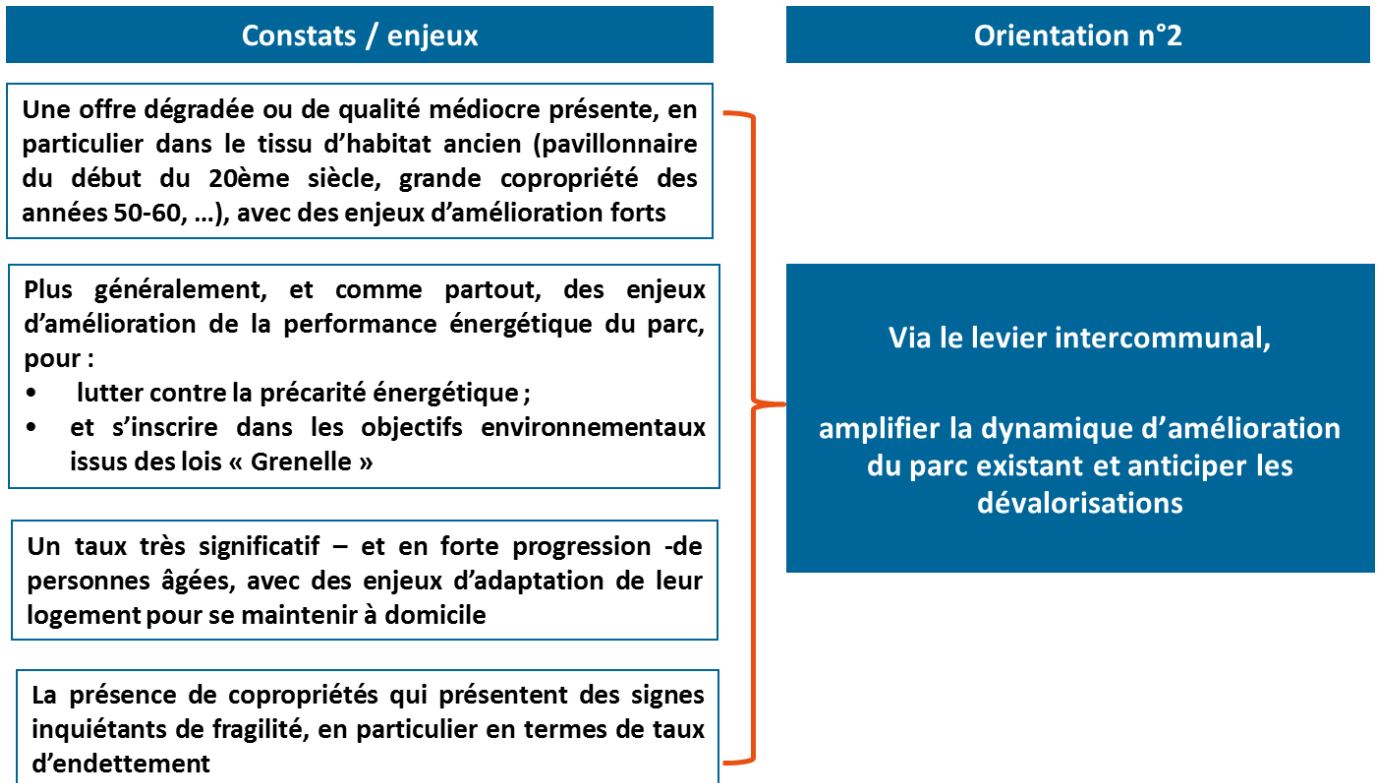 Constats / enjeux
Une offre dégradée ou de qualité médiocre présente, en
particulier dans le tissu d'habitat ancien (pavillonnaire
du début du 20ème siècle, grande copropriété des
années 50-60, …), avec des enjeux d'amélioration forts
Plus généralement, et comme partout, des enjeux
d'amélioration de la performance énergétique du parc,
pour :
• lutter contre la précarité énergétique ;
• et s'inscrire dans les objectifs environnementaux
issus des lois « Grenelle »
Un taux très significatif – et en forte progression -de
personnes âgées, avec des enjeux d'adaptation de leur
logement pour se maintenir à domicile
La présence de copropriétés qui présentent des signes
inquiétants de fragilité, en particulier en termes de taux
d'endettement
Orientation n°2
Via le levier intercommunal,
amplifier la dynamique d'amélioration
du parc existant et anticiper les
dévalorisations